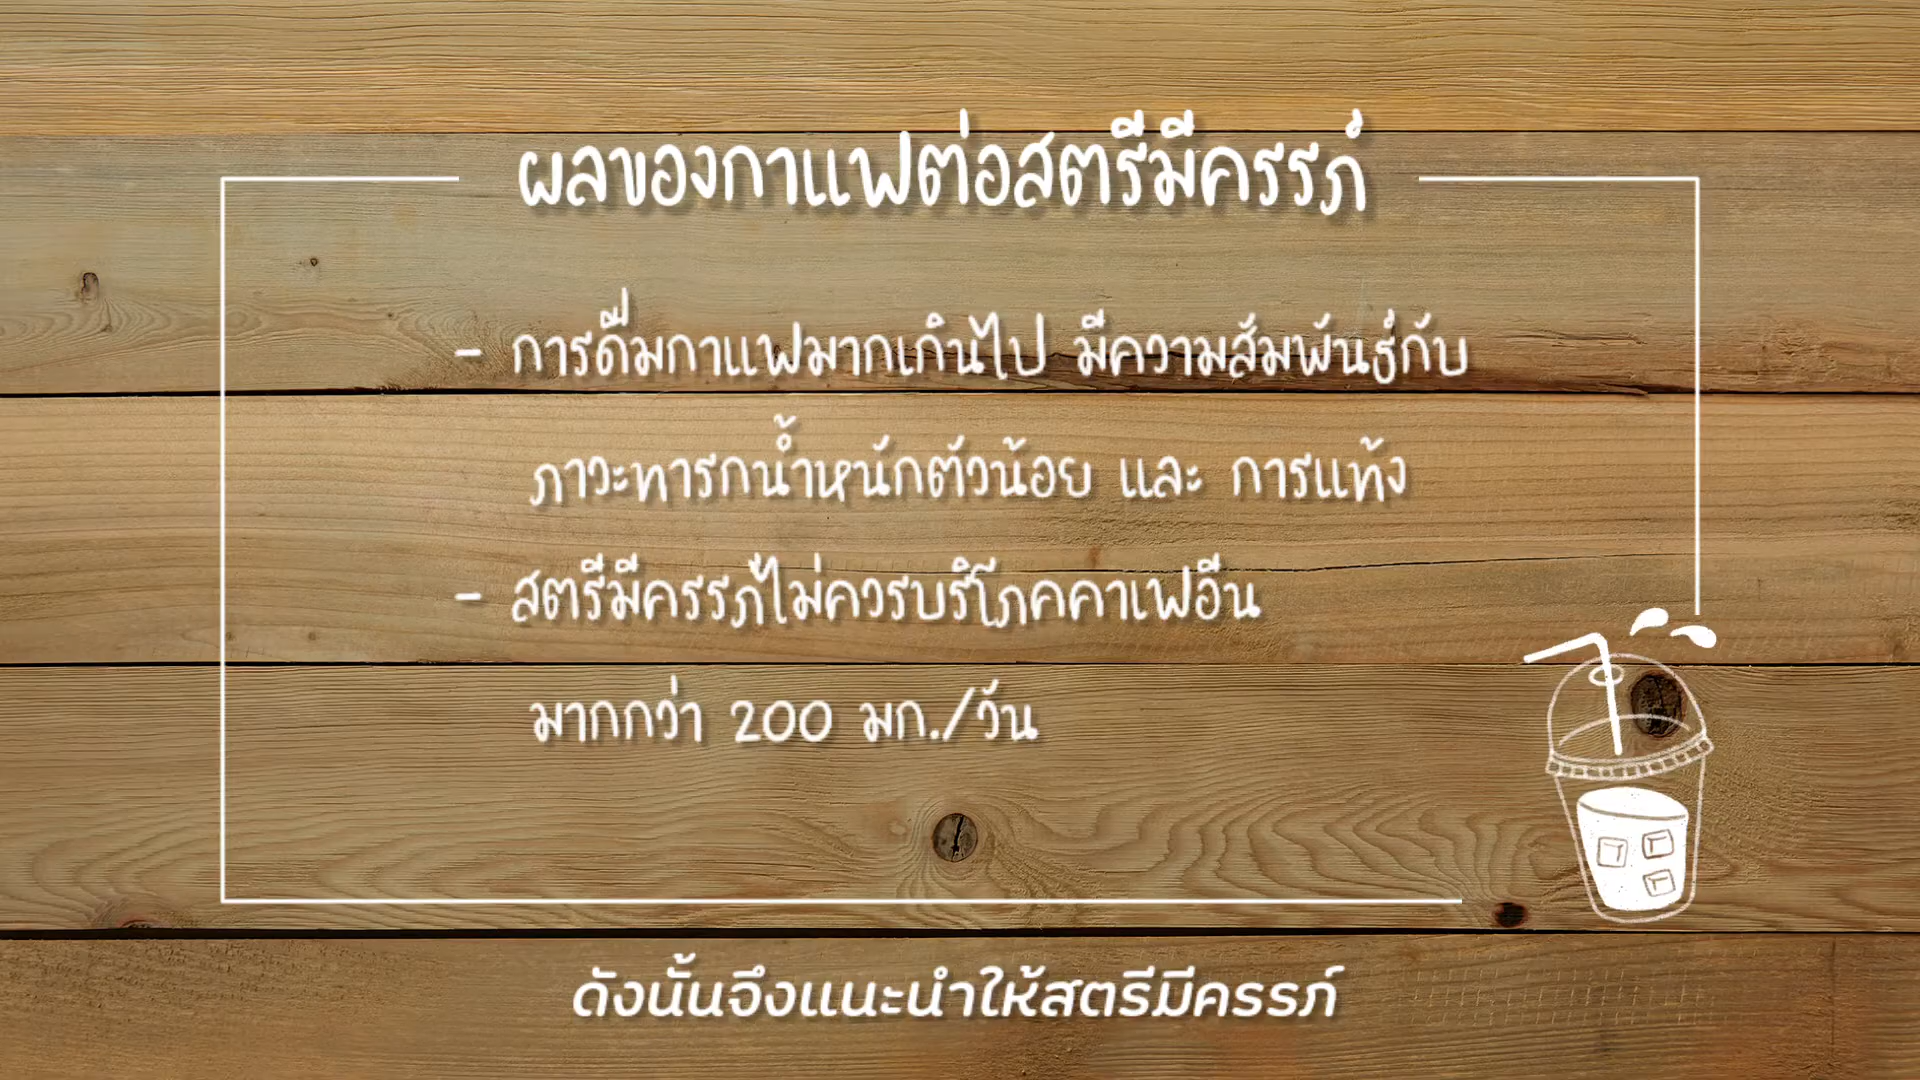 ผลของกาแฟต่อสตรีมีครรภ์
- การดื่มกาแฟมากเกินไป มีความสัมพันธ์กับ
ภาวะทารกน้ำหนักตัวน้อย และ การแท้ง
- สตรีมีครรภ์ไม่ควรบริโภคคาเฟอีน
มากกว่า 200 มก./วัน
ดังนั้นจึงแนะนำให้สตรีมีครรภ์